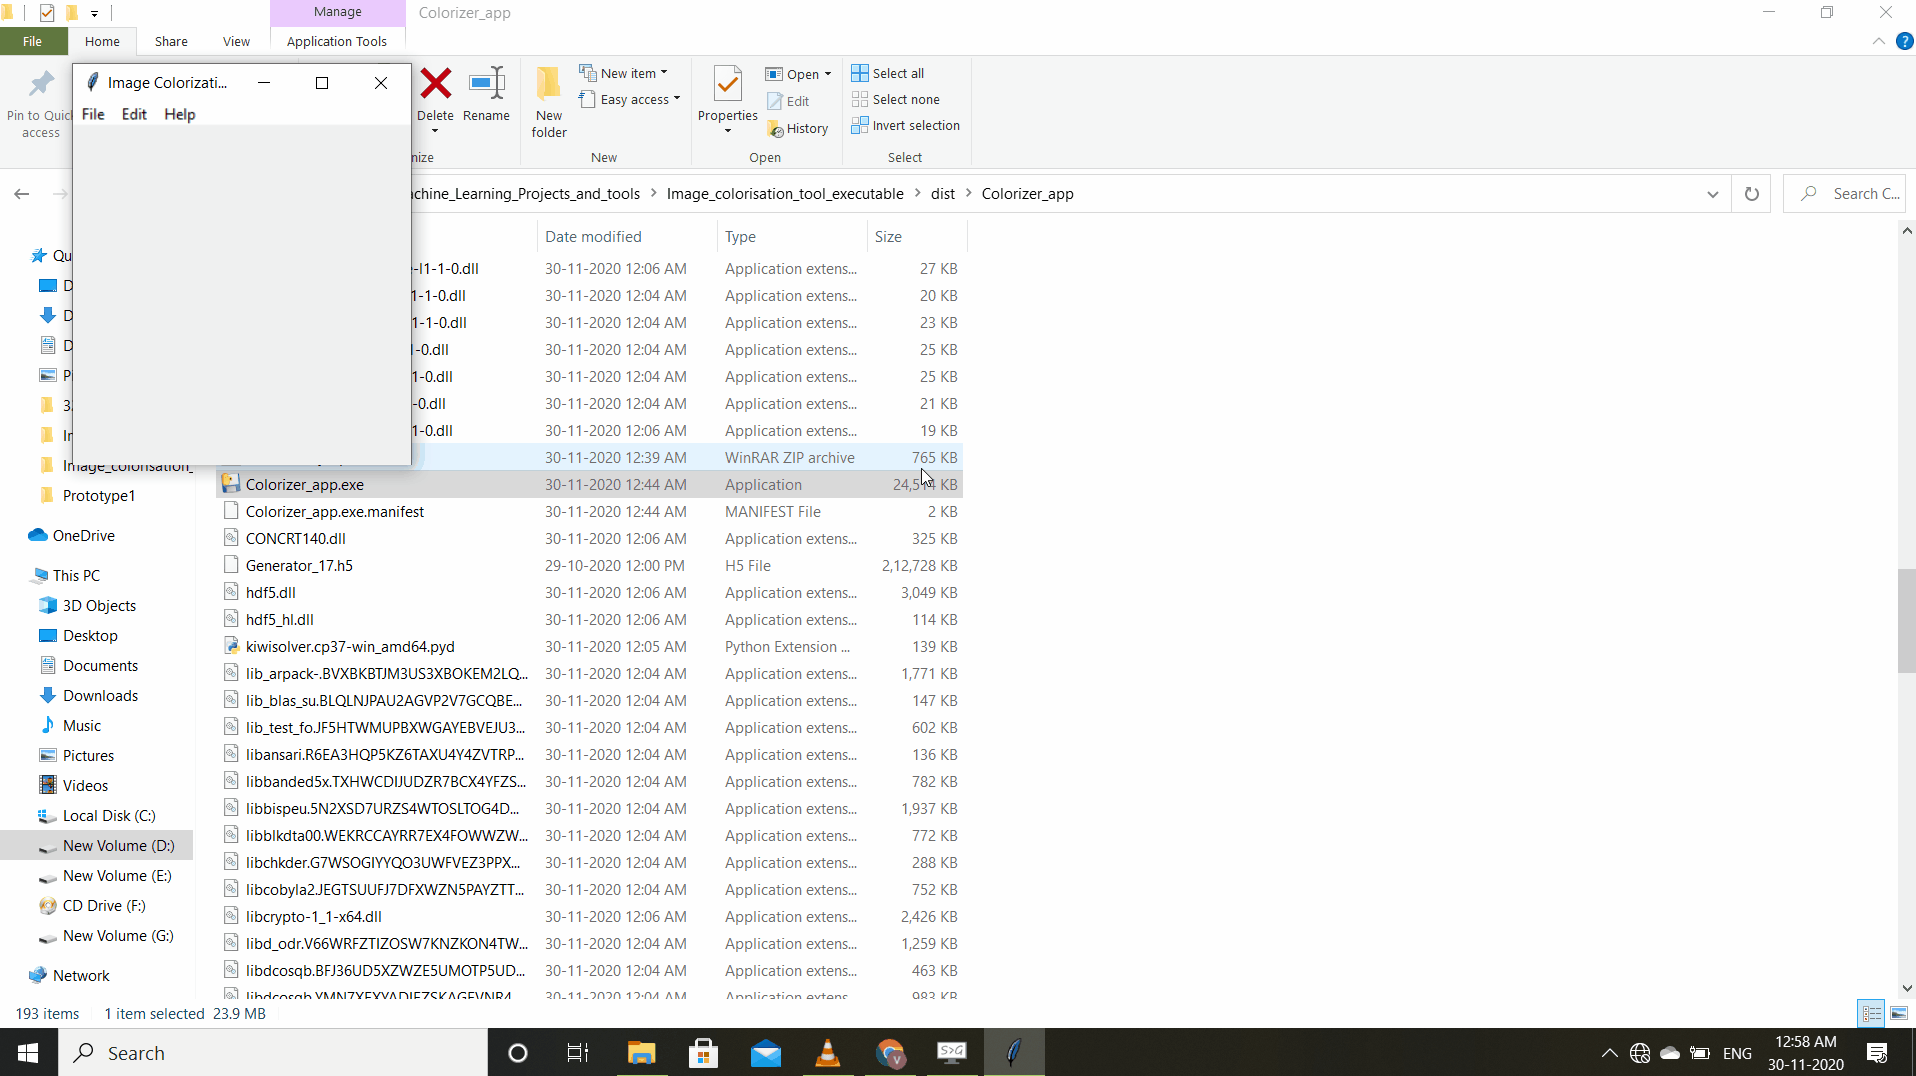 Manage
Colorizer_app
File
Home
Share
View
Application Tools
Image Colorizati...
File
Edit
Help
Pin to Quick
access
Delete
Rename
New
folder
New item
Easy access
New
Properties
Open
Edit
History
Open
Select all
Select none
Invert selection
Select
Machine_Learning_Projects_and_tools > Image_colorisation_tool_executable > dist > Colorizer_app
Search C...
Date modified
Type
Size
-l1-1-0.dll 30-11-2020 12:06 AM Application extens... 27 KB
1-1-0.dll 30-11-2020 12:04 AM Application extens... 20 KB
1-1-0.dll 30-11-2020 12:04 AM Application extens... 23 KB
-0.dll 30-11-2020 12:04 AM Application extens... 25 KB
1-0.dll 30-11-2020 12:04 AM Application extens... 25 KB
-0.dll 30-11-2020 12:04 AM Application extens... 21 KB
1-0.dll 30-11-2020 12:06 AM Application extens... 19 KB
30-11-2020 12:39 AM WinRAR ZIP archive 765 KB
Colorizer_app.exe 30-11-2020 12:44 AM Application 24,514 KB
Colorizer_app.exe.manifest 30-11-2020 12:44 AM MANIFEST File 2 KB
CONCRT140.dll 30-11-2020 12:06 AM Application extens... 325 KB
Generator_17.h5 29-10-2020 12:00 PM H5 File 2,12,728 KB
hdf5.dll 30-11-2020 12:06 AM Application extens... 3,049 KB
hdf5_hl.dll 30-11-2020 12:06 AM Application extens... 114 KB
kiwisolver.cp37-win_amd64.pyd 30-11-2020 12:05 AM Python Extension ... 139 KB
lib_arpack-.BVXBKBTJM3US3XBOKEM2LQ... 30-11-2020 12:04 AM Application extens... 1,771 KB
lib_blas_su.BLQLNJPAU2AGVP2V7GCQBE... 30-11-2020 12:04 AM Application extens... 147 KB
lib_test_fo.JF5HTWMUPBXWGAYEBVEJU3... 30-11-2020 12:04 AM Application extens... 602 KB
libansari.R6EA3HQP5KZ6TAXU4Y4ZVTRP... 30-11-2020 12:04 AM Application extens... 136 KB
libbanded5x.TXHWCDIJUDZR7BCX4YFZS... 30-11-2020 12:04 AM Application extens... 782 KB
libbispeu.5N2XSD7URZS4WTOSLTOG4D... 30-11-2020 12:04 AM Application extens... 1,937 KB
libblkdta00.WEKRCCAYRR7EX4FOWWZW... 30-11-2020 12:04 AM Application extens... 772 KB
libchkder.G7WSOGIYYQO3UWFVEZ3PPX... 30-11-2020 12:04 AM Application extens... 288 KB
libcobyla2.JEGTSUUFJ7DFXWZN5PAYZTT... 30-11-2020 12:04 AM Application extens... 752 KB
libcrypto-1_1-x64.dll 30-11-2020 12:06 AM Application extens... 2,426 KB
libd_odr.V66WRFZTIZOSW7KNZKON4TW... 30-11-2020 12:04 AM Application extens... 1,259 KB
libdcosqb.BFJ36UD5XZWZE5UMOTP5UD... 30-11-2020 12:04 AM Application extens... 463 KB
30-11-2020 12:04 AM Application extens... 983 KB
Qu
D
D
D
Pi
Image_colorisation_
Prototype1
OneDrive
This PC
3D Objects
Desktop
Documents
Downloads
Music
Pictures
Videos
Local Disk (C:)
New Volume (D:)
New Volume (E:)
CD Drive (F:)
New Volume (G:)
Network
193 items
1 item selected 23.9 MB
Search
S>G
V
ENG
12:58 AM
30-11-2020